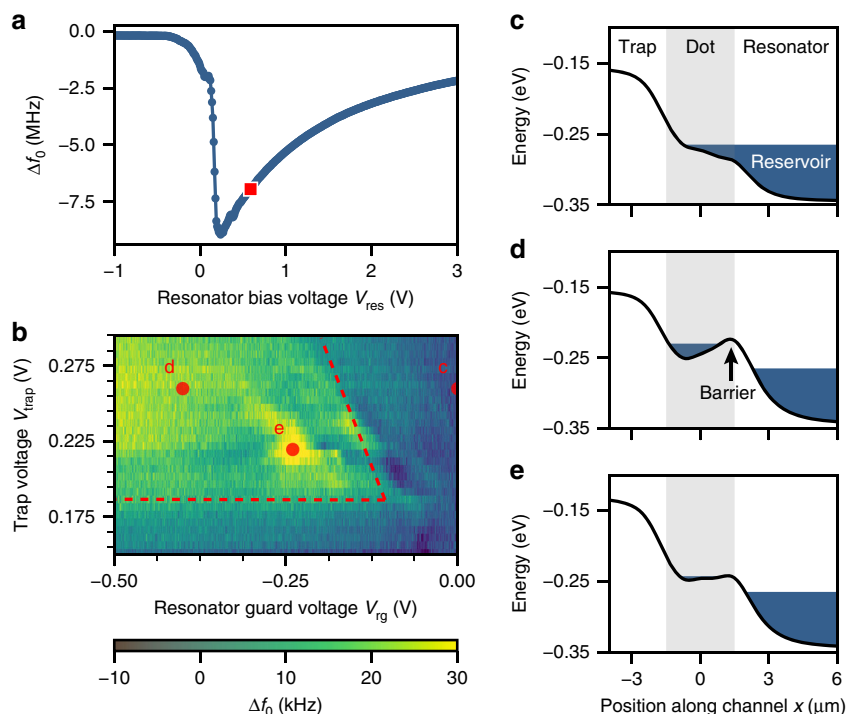 a
0.0
−2.5
−5.0
−7.5
Δf0 (MHz)
−1
0
1
2
3
Resonator bias voltage Vres (V)
b
0.275
0.225
0.175
Trap voltage Vtrap (V)
d
c
e
−0.50
−0.25
0.00
Resonator guard voltage Vrg (V)
−10
0
10
20
30
Δf0 (kHz)
c
Trap
Dot
Resonator
−0.15
−0.25
−0.35
Energy (eV)
Reservoir
d
−0.15
−0.25
−0.35
Energy (eV)
Barrier
e
−0.15
−0.25
−0.35
Energy (eV)
−3
0
3
6
Position along channel x (μm)